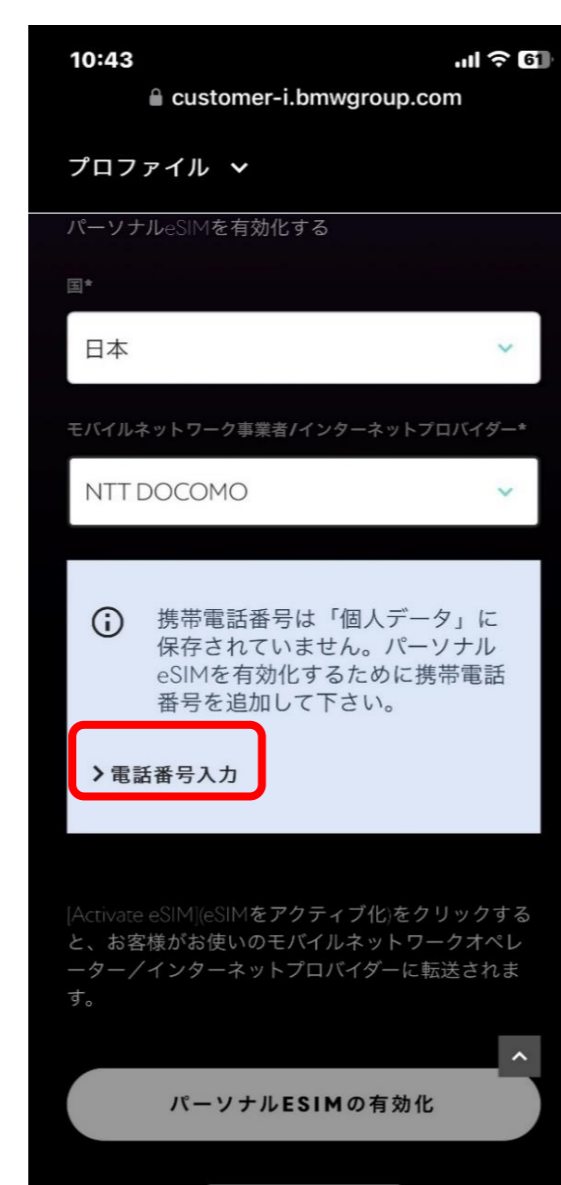 10:43
61
customer-i.bmwgroup.com
プロファイル
パーソナルeSIMを有効化する
国*
日本
モバイルネットワーク事業者/インターネットプロバイダー*
NTT DOCOMO
携帯電話番号は「個人データ」に
保存されていません。パーソナル
eSIMを有効化するために携帯電話
番号を追加して下さい。
電話番号入力
[Activate eSIM](eSIMをアクティブ化)をクリックする
と、お客様がお使いのモバイルネットワークオペレ
ーター／インターネットプロバイダーに転送されま
す。
パーソナルESIMの有効化